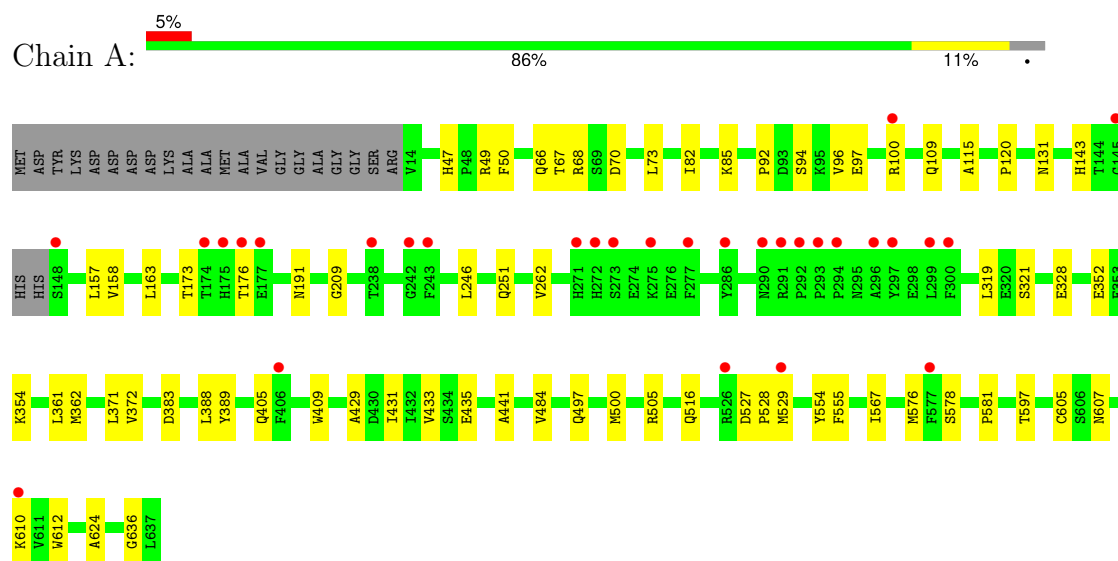 5%
Chain A:
86% 11% •
MET ASP TYR LYS ASP ASP ASP ASP LYS ALA ALA MET ALA VAL GLY GLY ALA GLY GLY SER ARG V14 H47 P48 R49 F50 Q66 T67 R68 S69 D70 L73 I82 K85 P92 D93 S94 K95 V96 E97 R100 Q109 A115 P120 N131 H143 T144 G145
HIS HIS S148 L157 V158 L163 T173 T174 H175 T176 E177 N191 G209 T238 G242 F243 L246 Q251 V262 H271 H272 S273 E274 K275 E276 F277 Y286 N290 R291 P292 P293 P294 N295 A296 Y297 E298 L299 F300 L319 E320 S321 E328 E352 E353
K354 L361 M362 L371 V372 D383 L388 Y389 Q405 F406 W409 A429 D430 I431 I432 V433 S434 E435 A441 V484 Q497 M500 R505 Q516 R526 D527 P528 M529 Y554 F555 I567 M576 F577 S578 P581 T597 C605 S606 N607
K610 V611 W612 A624 G636 L637